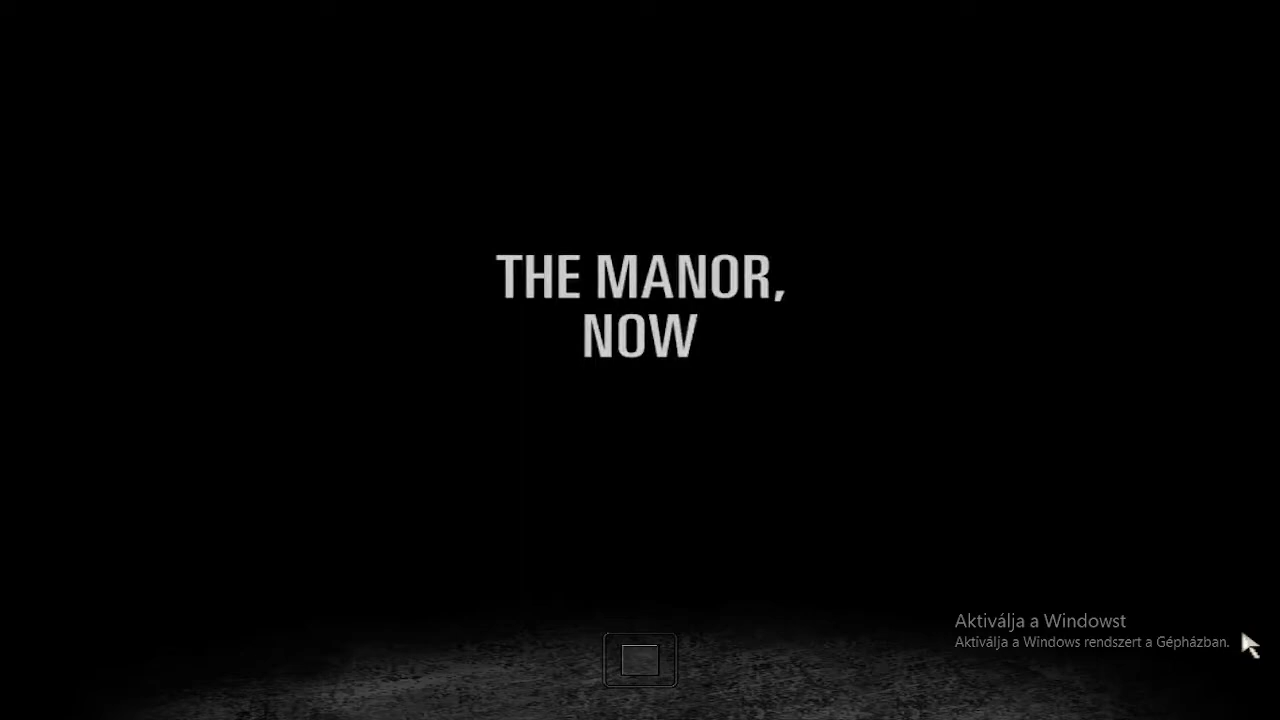 THE MANOR,
NOW
Aktiválja a Windowst
Aktiválja a Windows rendszert a Gépházban.